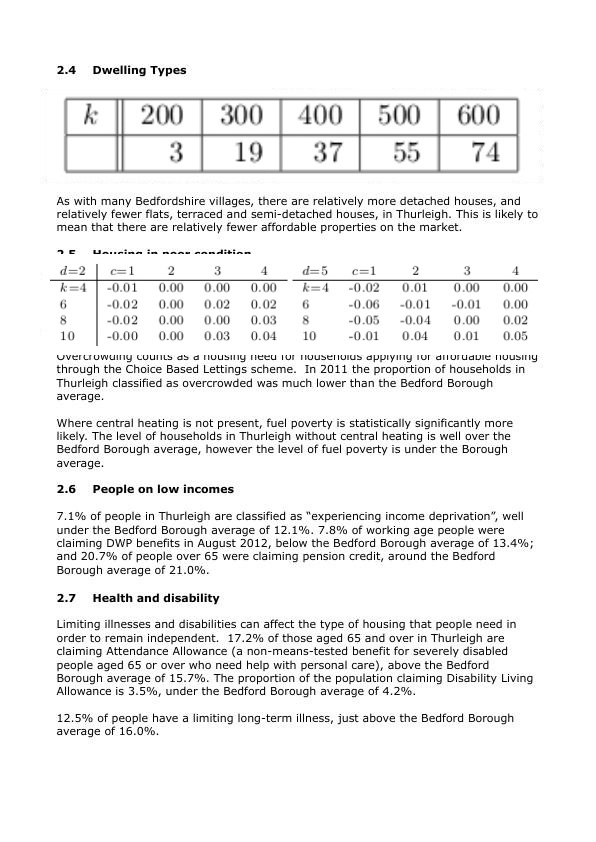 2.4 Dwelling Types
k 200 300 400 500 600
3 19 37 55 74
As with many Bedfordshire villages, there are relatively more detached houses, and
relatively fewer flats, terraced and semi-detached houses, in Thurleigh. This is likely to
mean that there are relatively fewer affordable properties on the market.
2.5 Housing in poor condition
d=2 c=1 2 3 4 d=5 c=1 2 3 4
k=4 -0.01 0.00 0.00 0.00 k=4 -0.02 0.01 0.00 0.00
6 -0.02 0.00 0.02 0.02 6 -0.06 -0.01 -0.01 0.00
8 -0.02 0.00 0.00 0.03 8 -0.05 -0.04 0.00 0.02
10 -0.00 0.00 0.03 0.04 10 -0.01 0.04 0.01 0.05
Overcrowding counts as a housing need for households applying for affordable housing
through the Choice Based Lettings scheme. In 2011 the proportion of households in
Thurleigh classified as overcrowded was much lower than the Bedford Borough
average.
Where central heating is not present, fuel poverty is statistically significantly more
likely. The level of households in Thurleigh without central heating is well over the
Bedford Borough average, however the level of fuel poverty is under the Borough
average.
2.6 People on low incomes
7.1% of people in Thurleigh are classified as “experiencing income deprivation”, well
under the Bedford Borough average of 12.1%. 7.8% of working age people were
claiming DWP benefits in August 2012, below the Bedford Borough average of 13.4%;
and 20.7% of people over 65 were claiming pension credit, around the Bedford
Borough average of 21.0%.
2.7 Health and disability
Limiting illnesses and disabilities can affect the type of housing that people need in
order to remain independent. 17.2% of those aged 65 and over in Thurleigh are
claiming Attendance Allowance (a non-means-tested benefit for severely disabled
people aged 65 or over who need help with personal care), above the Bedford
Borough average of 15.7%. The proportion of the population claiming Disability Living
Allowance is 3.5%, under the Bedford Borough average of 4.2%.
12.5% of people have a limiting long-term illness, just above the Bedford Borough
average of 16.0%.